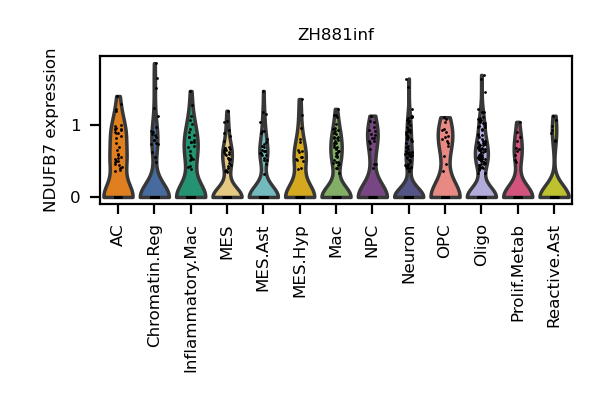 ZH881inf
NDUFB7 expression
1
0
AC
Chromatin.Reg
Inflammatory.Mac
MES
MES.Ast
MES.Hyp
Mac
NPC
Neuron
OPC
Oligo
Prolif.Metab
Reactive.Ast